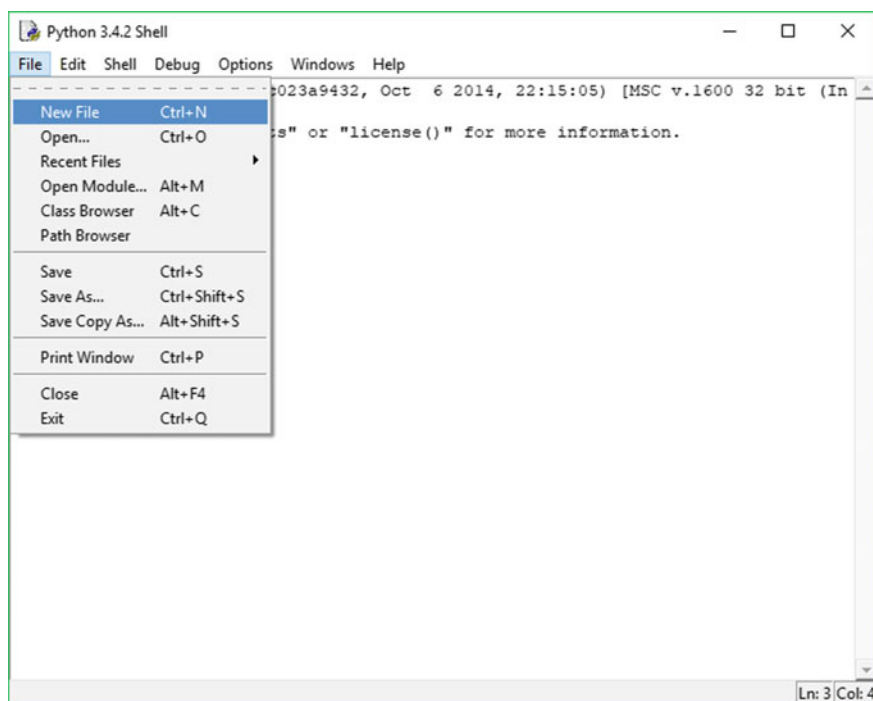 Python 3.4.2 Shell
File Edit Shell Debug Options Windows Help
:023a9432, Oct 6 2014, 22:15:05) [MSC v.1600 32 bit (In
New File Ctrl+N
:s" or "license()" for more information.
Open... Ctrl+O
Recent Files
Open Module... Alt+M
Class Browser Alt+C
Path Browser
Save Ctrl+S
Save As... Ctrl+Shift+S
Save Copy As... Alt+Shift+S
Print Window Ctrl+P
Close Alt+F4
Exit Ctrl+Q
Ln: 3 Col: 4